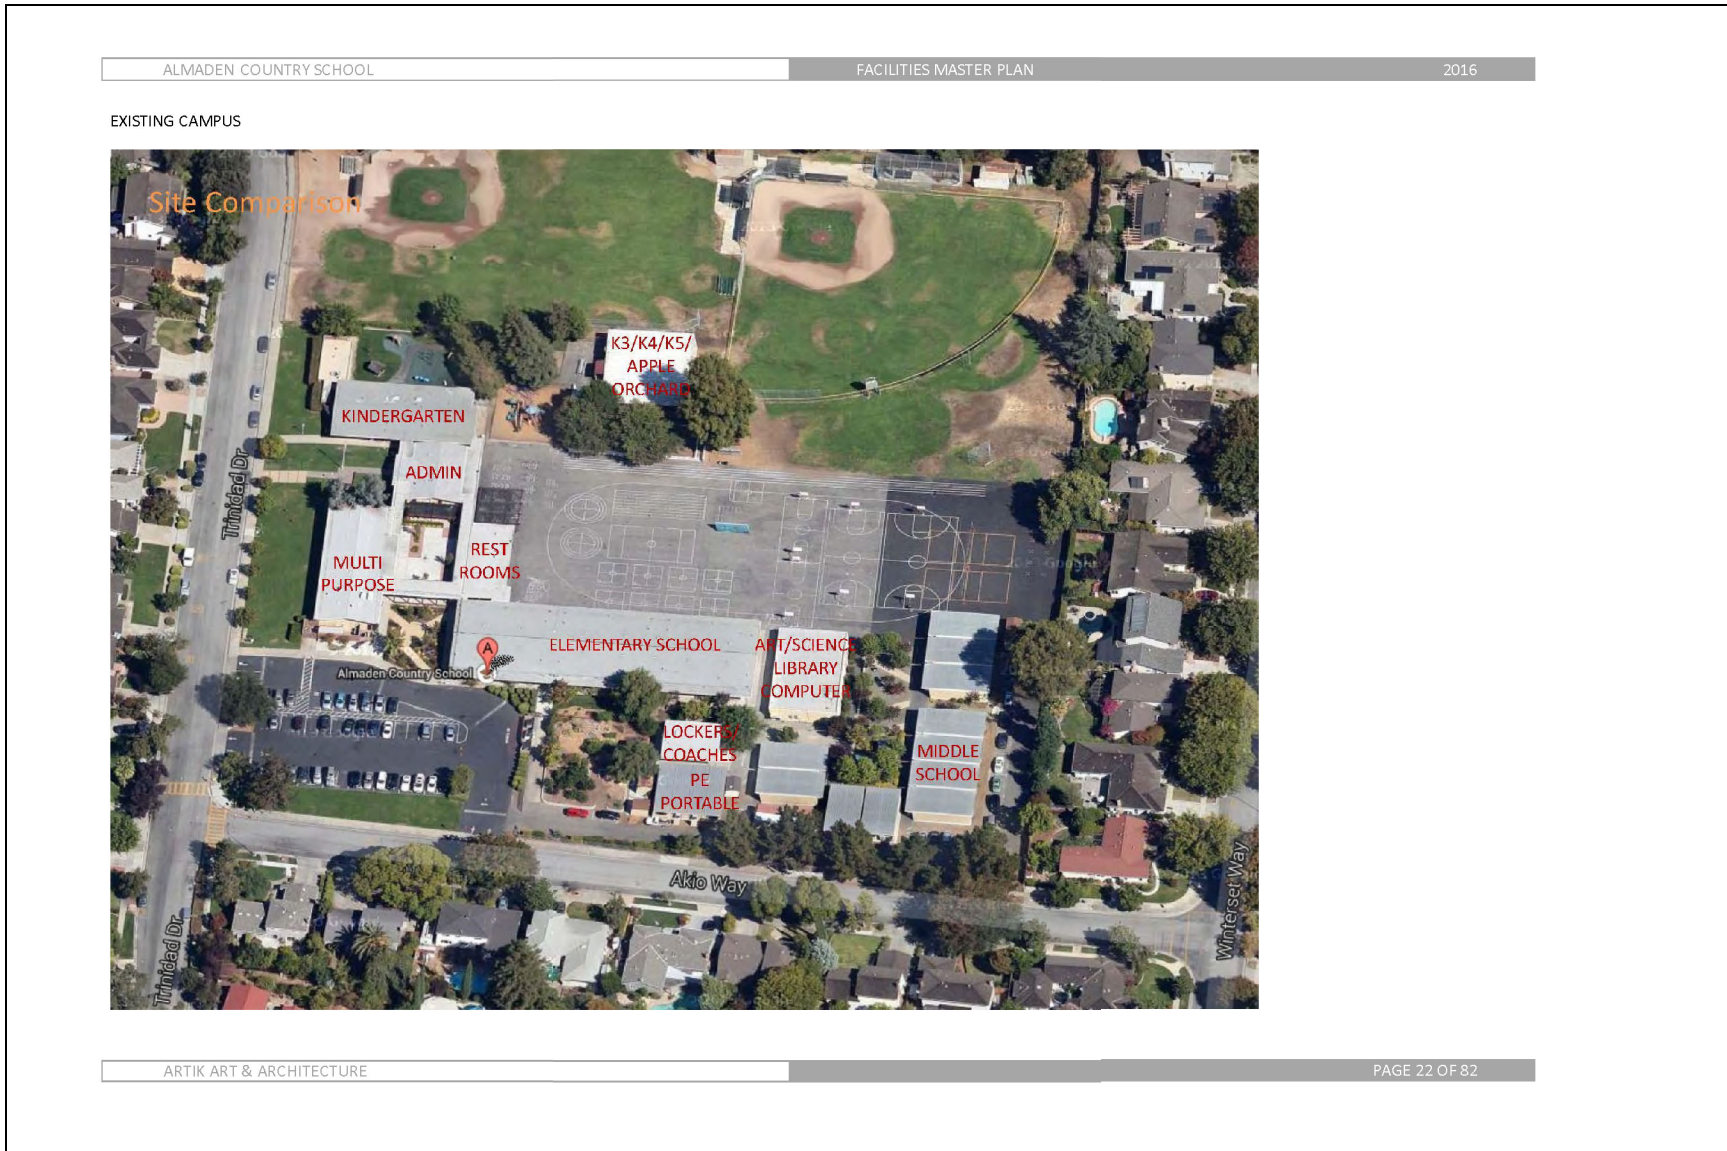 ALMADEN COUNTRY SCHOOL FACILITIES MASTER PLAN 2016
EXISTING CAMPUS
Site Comparison
K3/K4/K5/
APPLE
ORCHARD
KINDERGARTEN
ADMIN
Trinidad Dr
MULTI
PURPOSE
REST
ROOMS
ELEMENTARY SCHOOL
ART/SCIENCE
LIBRARY
COMPUTER
A
Almaden Country School
LOCKERS/
COACHES
PE
PORTABLE
MIDDLE
SCHOOL
Akio Way
Winterset Way
Trinidad Dr
ARTIK ART & ARCHITECTURE PAGE 22 OF 82